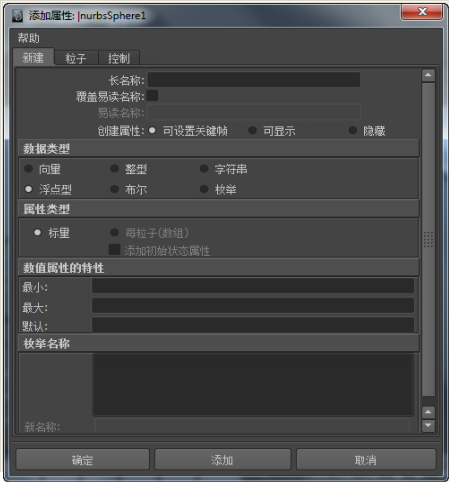 添加属性: |nurbsSphere1
帮助
新建 粒子 控制
长名称:
覆盖易读名称:
易读名称:
创建属性: 可设置关键帧 可显示 隐藏
数据类型
向量 整型 字符串
浮点型 布尔 枚举
属性类型
标量 每粒子(数组)
添加初始状态属性
数值属性的特性
最小:
最大:
默认:
枚举名称
新名称:
确定 添加 取消